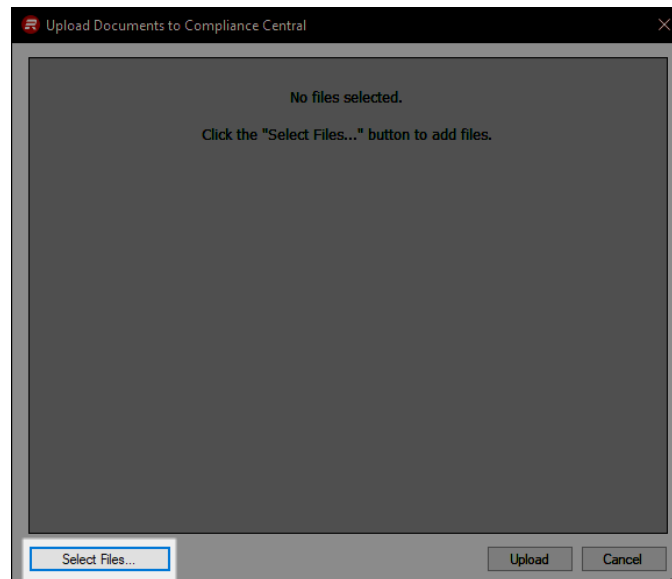 Upload Documents to Compliance Central
No files selected.
Click the "Select Files..." button to add files.
Select Files...
Upload
Cancel